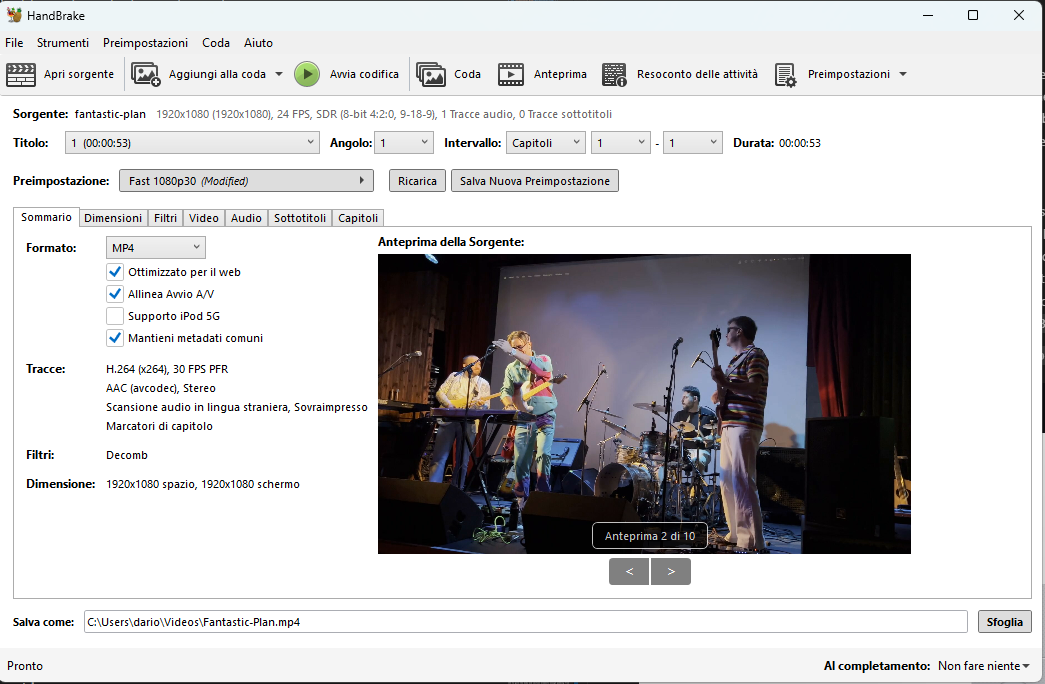 HandBrake
File Strumenti Preimpostazioni Coda Aiuto
Apri sorgente Aggiungi alla coda Avvia codifica Coda Anteprima Resoconto delle attività Preimpostazioni
Sorgente: fantastic-plan 1920x1080 (1920x1080), 24 FPS, SDR (8-bit 4:2:0, 9-18-9), 1 Tracce audio, 0 Tracce sottotitoli
Titolo: 1 (00:00:53) Angolo: 1 Intervallo: Capitoli 1 - 1 Durata: 00:00:53
Preimpostazione: Fast 1080p30 (Modified) Ricarica Salva Nuova Preimpostazione
Sommario Dimensioni Filtri Video Audio Sottotitoli Capitoli
Formato: MP4
Anteprima della Sorgente:
Ottimizzato per il web
Allinea Avvio A/V
Supporto iPod 5G
Mantieni metadati comuni
Tracce: H.264 (x264), 30 FPS PFR
AAC (avcodec), Stereo
Scansione audio in lingua straniera, Sovraimpresso
Marcatori di capitolo
Filtri: Decomb
Dimensione: 1920x1080 spazio, 1920x1080 schermo
Anteprima 2 di 10
< >
Salva come: C:\Users\dario\Videos\Fantastic-Plan.mp4 Sfoglia
Pronto Al completamento: Non fare niente